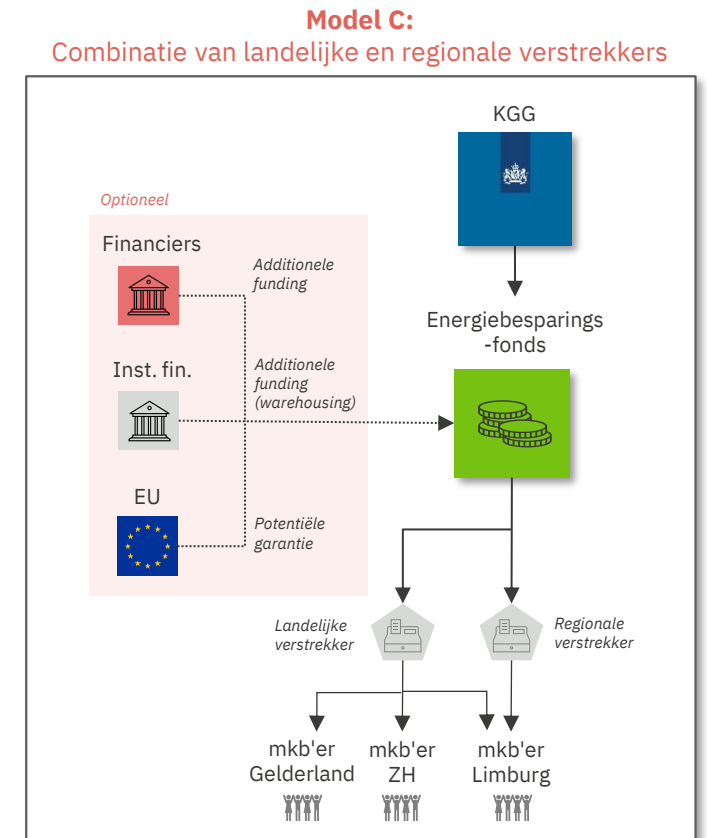 Model C:
Combinatie van landelijke en regionale verstrekkers
KGG
Optioneel
Financiers
Additionele
funding
Energiebesparings
-fonds
Inst. fin.
Additionele
funding
(warehousing)
EU
Potentiële
garantie
Landelijke
verstrekker
Regionale
verstrekker
mkb'er
Gelderland
mkb'er
ZH
mkb'er
Limburg